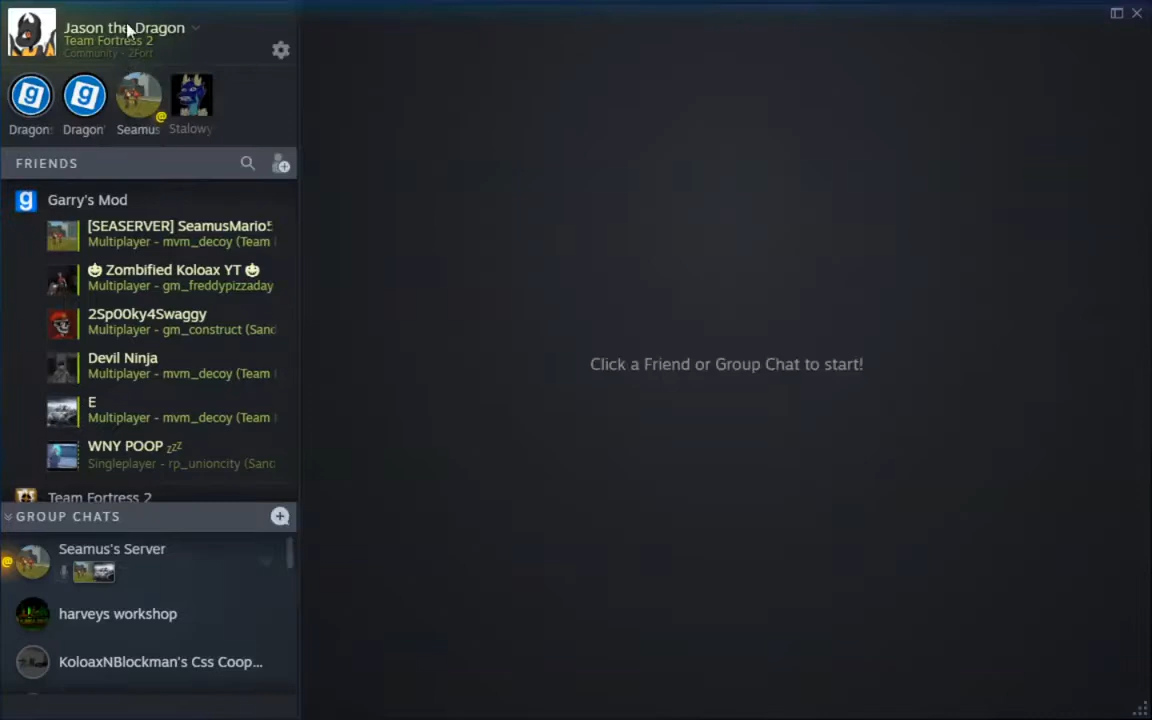 Jason the Dragon
Team Fortress 2
Community - 2Fort
Dragon
Dragon'
Seamus
Stalowy
FRIENDS
Garry's Mod
[SEASERVER] SeamusMario
Multiplayer - mvm_decoy (Team
Zombified Koloax YT
Multiplayer - gm_freddypizzaday
2Sp00ky4Swaggy
Multiplayer - gm_construct (Sand
Devil Ninja
Multiplayer - mvm_decoy (Team
E
Multiplayer - mvm_decoy (Team
WNY POOP zzz
Singleplayer - rp_unioncity (Sand
Team Fortress 2
GROUP CHATS
@ Seamus's Server
harveys workshop
KoloaxNBlockman's Css Coop...
Click a Friend or Group Chat to start!